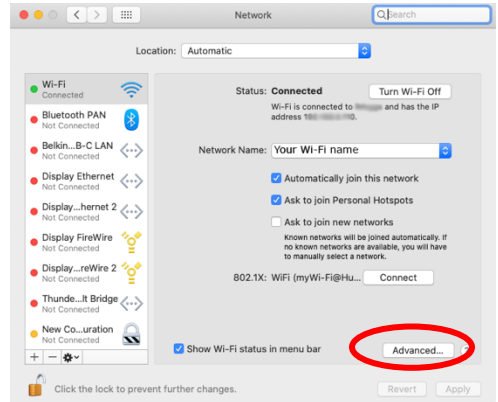 Network
Search
Location: Automatic
Wi-Fi
Connected
Bluetooth PAN
Not Connected
Belkin...B-C LAN
Not Connected
Display Ethernet
Not Connected
Display...hernet 2
Not Connected
Display FireWire
Not Connected
Display...reWire 2
Not Connected
Thunde...lt Bridge
Not Connected
New Co...uration
Not Connected
Status: Connected
Turn Wi-Fi Off
Wi-Fi is connected to and has the IP
address
Network Name: Your Wi-Fi name
Automatically join this network
Ask to join Personal Hotspots
Ask to join new networks
Known networks will be joined automatically. If
no known networks are available, you will have
to manually select a network.
802.1X: WiFi (myWi-Fi@Hu... Connect
Show Wi-Fi status in menu bar
Advanced...
?
Click the lock to prevent further changes.
Revert
Apply